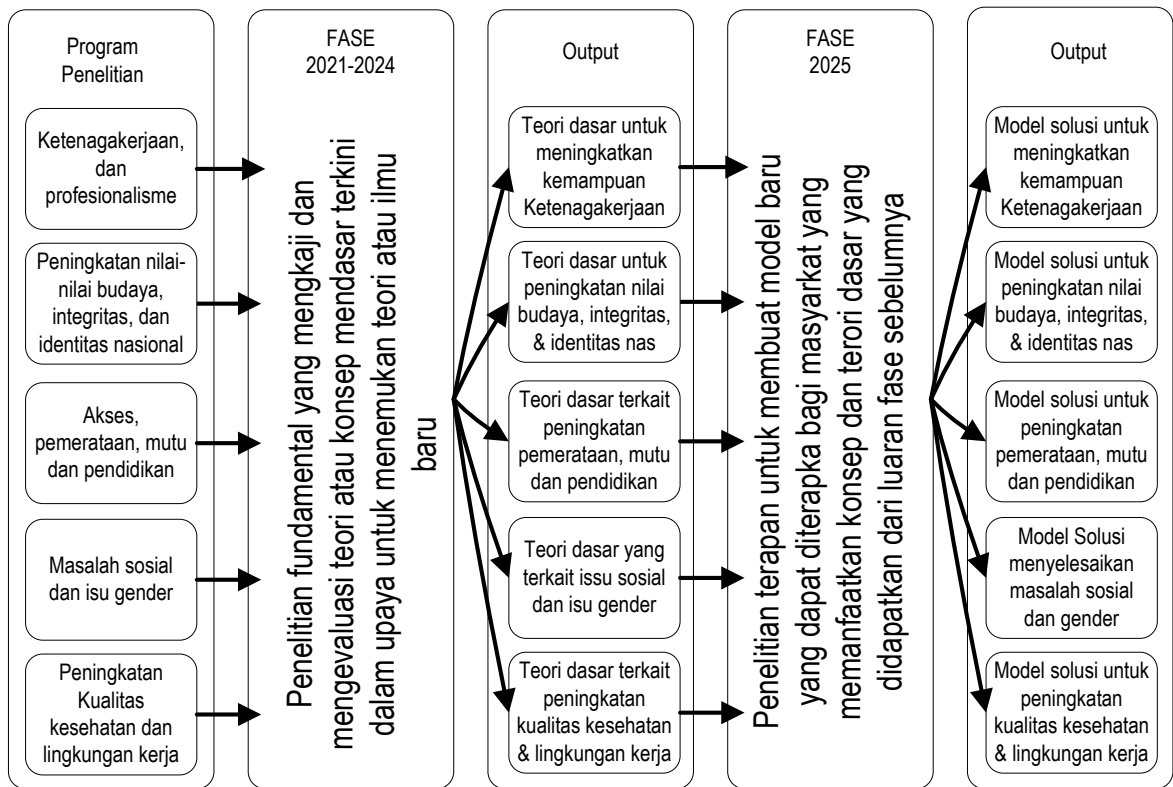 Program
Penelitian
Ketenagakerjaan,
dan
profesionalisme
Peningkatan nilai-
nilai budaya,
integritas, dan
identitas nasional
Akses,
pemerataan, mutu
dan pendidikan
Masalah sosial
dan isu gender
Peningkatan
Kualitas
kesehatan dan
lingkungan kerja
FASE
2021-2024
Penelitian fundamental yang mengkaji dan
mengevaluasi teori atau konsep mendasar terkini
dalam upaya untuk menemukan teori atau ilmu
baru
Output
Teori dasar untuk
meningkatkan
kemampuan
Ketenagakerjaan
Teori dasar untuk
peningkatan nilai
budaya, integritas,
& identitas nas
Teori dasar terkait
peningkatan
pemerataan, mutu
dan pendidikan
Teori dasar yang
terkait issu sosial
dan isu gender
Teori dasar terkait
peningkatan
kualitas kesehatan
& lingkungan kerja
FASE
2025
Penelitian terapan untuk membuat model baru
yang dapat diterapka bagi masyarkat yang
memanfaatkan konsep dan terori dasar yang
didapatkan dari luaran fase sebelumnya
Output
Model solusi untuk
meningkatkan
kemampuan
Ketenagakerjaan
Model solusi untuk
peningkatan nilai
budaya, integritas,
& identitas nas
Model solusi untuk
peningkatan
pemerataan, mutu
dan pendidikan
Model Solusi
menyelesaikan
masalah sosial
dan gender
Model solusi untuk
peningkatan
kualitas kesehatan
& lingkungan kerja